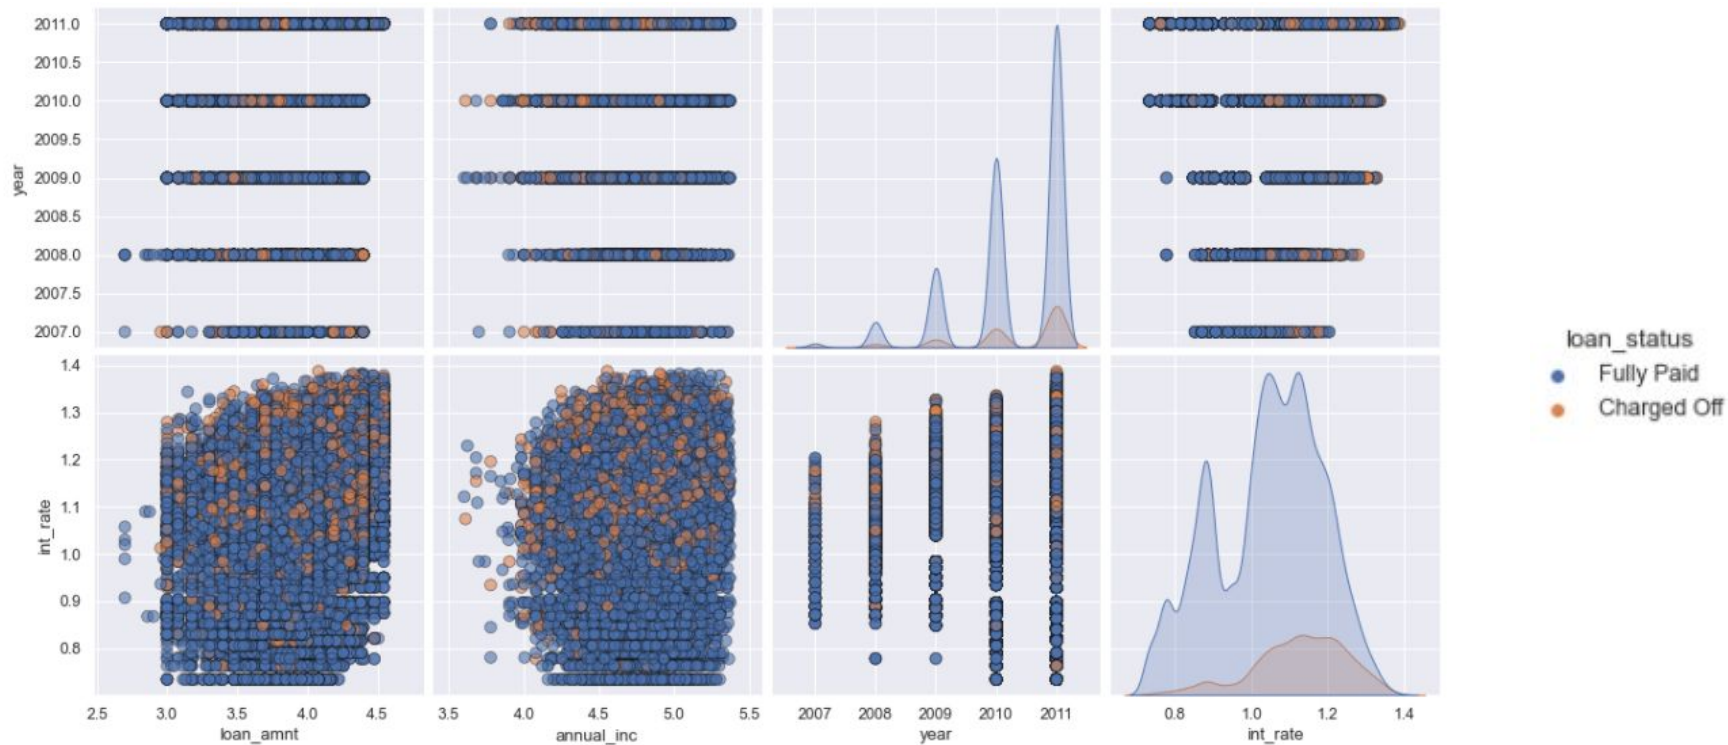 2011.0
2010.5
2010.0
2009.5
2009.0
2008.5
2008.0
2007.5
2007.0
year
1.4
1.3
1.2
1.1
1.0
0.9
0.8
int_rate
2.5 3.0 3.5 4.0 4.5
loan_amnt
3.5 4.0 4.5 5.0 5.5
annual_inc
2007 2008 2009 2010 2011
year
0.8 1.0 1.2 1.4
int_rate
loan_status
Fully Paid
Charged Off